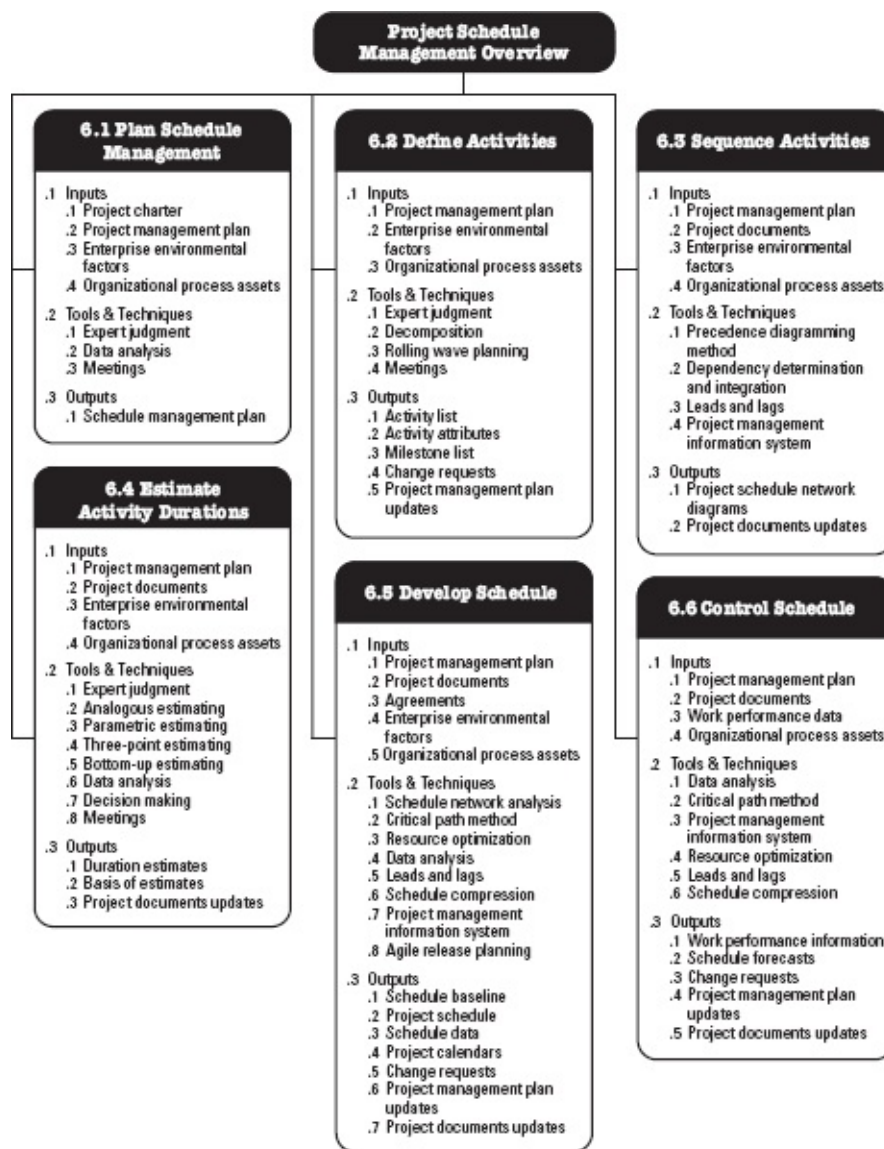 Project Schedule
Management Overview
6.1 Plan Schedule
Management
.1 Inputs
.1 Project charter
.2 Project management plan
.3 Enterprise environmental
factors
.4 Organizational process assets
.2 Tools & Techniques
.1 Expert judgment
.2 Data analysis
.3 Meetings
.3 Outputs
.1 Schedule management plan
6.2 Define Activities
.1 Inputs
.1 Project management plan
.2 Enterprise environmental
factors
.3 Organizational process assets
.2 Tools & Techniques
.1 Expert judgment
.2 Decomposition
.3 Rolling wave planning
.4 Meetings
.3 Outputs
.1 Activity list
.2 Activity attributes
.3 Milestone list
.4 Change requests
.5 Project management plan
updates
6.3 Sequence Activities
.1 Inputs
.1 Project management plan
.2 Project documents
.3 Enterprise environmental
factors
.4 Organizational process assets
.2 Tools & Techniques
.1 Precedence diagramming
method
.2 Dependency determination
and integration
.3 Leads and lags
.4 Project management
information system
.3 Outputs
.1 Project schedule network
diagrams
.2 Project documents updates
6.4 Estimate
Activity Durations
.1 Inputs
.1 Project management plan
.2 Project documents
.3 Enterprise environmental
factors
.4 Organizational process assets
.2 Tools & Techniques
.1 Expert judgment
.2 Analogous estimating
.3 Parametric estimating
.4 Three-point estimating
.5 Bottom-up estimating
.6 Data analysis
.7 Decision making
.8 Meetings
.3 Outputs
.1 Duration estimates
.2 Basis of estimates
.3 Project documents updates
6.5 Develop Schedule
.1 Inputs
.1 Project management plan
.2 Project documents
.3 Agreements
.4 Enterprise environmental
factors
.5 Organizational process assets
.2 Tools & Techniques
.1 Schedule network analysis
.2 Critical path method
.3 Resource optimization
.4 Data analysis
.5 Leads and lags
.6 Schedule compression
.7 Project management
information system
.8 Agile release planning
.3 Outputs
.1 Schedule baseline
.2 Project schedule
.3 Schedule data
.4 Project calendars
.5 Change requests
.6 Project management plan
updates
.7 Project documents updates
6.6 Control Schedule
.1 Inputs
.1 Project management plan
.2 Project documents
.3 Work performance data
.4 Organizational process assets
.2 Tools & Techniques
.1 Data analysis
.2 Critical path method
.3 Project management
information system
.4 Resource optimization
.5 Leads and lags
.6 Schedule compression
.3 Outputs
.1 Work performance information
.2 Schedule forecasts
.3 Change requests
.4 Project management plan
updates
.5 Project documents updates